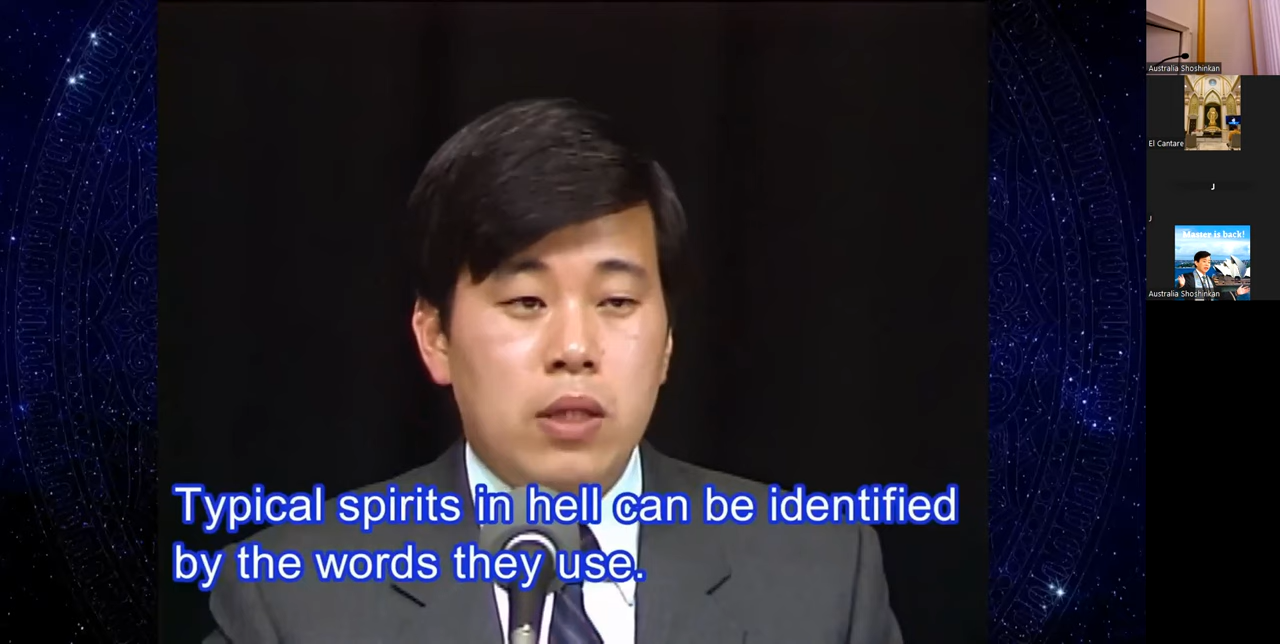 Typical spirits in hell can be identified
by the words they use.
Australia Shoshinkan
El Cantare
J
J
Master is back!
Australia Shoshinkan